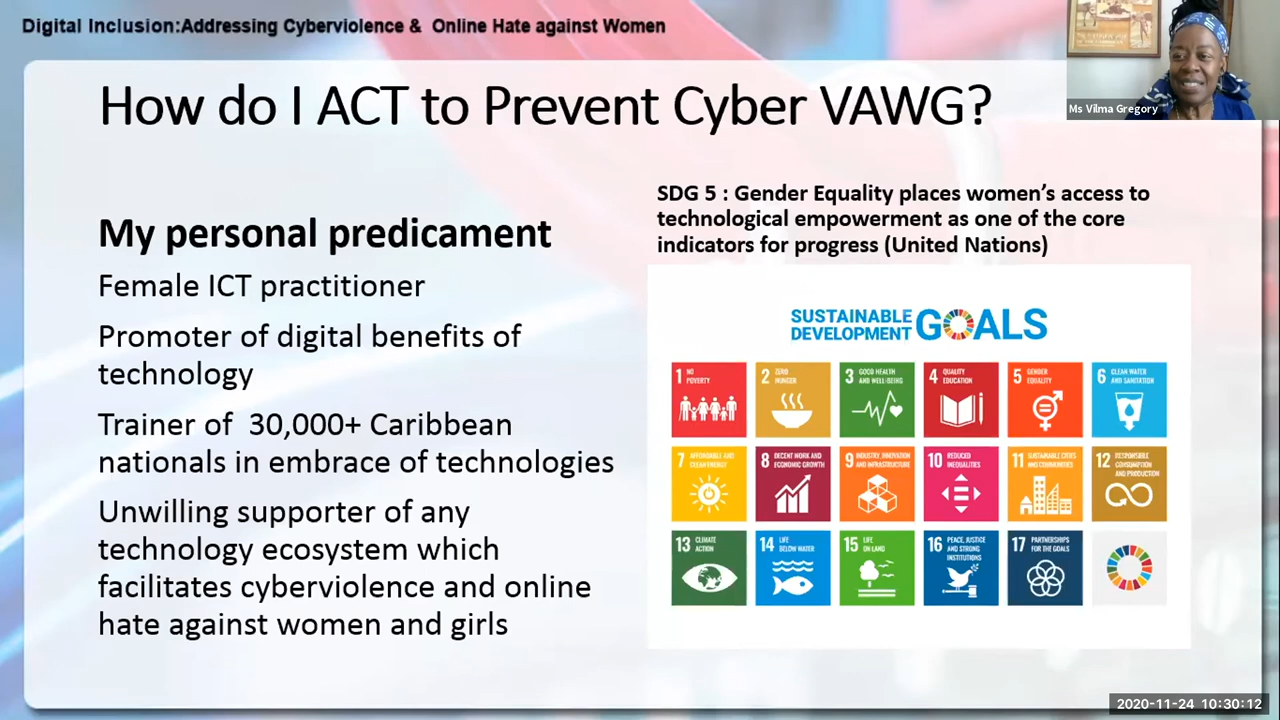 Digital Inclusion:Addressing Cyberviolence &  Online Hate against Women
Ms Vilma Gregory
How do I ACT to Prevent Cyber VAWG?
My personal predicament
Female ICT practitioner
Promoter of digital benefits of
technology
Trainer of  30,000+ Caribbean
nationals in embrace of technologies
Unwilling supporter of any
technology ecosystem which
facilitates cyberviolence and online
hate against women and girls
SDG 5 : Gender Equality places women’s access to
technological empowerment as one of the core
indicators for progress (United Nations)
SUSTAINABLE
DEVELOPMENT GOALS
1 NO
POVERTY
2 ZERO
HUNGER
3 GOOD HEALTH
AND WELL-BEING
4 QUALITY
EDUCATION
5 GENDER
EQUALITY
6 CLEAN WATER
AND SANITATION
7 AFFORDABLE AND
CLEAN ENERGY
8 DECENT WORK AND
ECONOMIC GROWTH
9 INDUSTRY, INNOVATION
AND INFRASTRUCTURE
10 REDUCED
INEQUALITIES
11 SUSTAINABLE CITIES
AND COMMUNITIES
12 RESPONSIBLE
CONSUMPTION
AND PRODUCTION
13 CLIMATE
ACTION
14 LIFE
BELOW WATER
15 LIFE
ON LAND
16 PEACE, JUSTICE
AND STRONG
INSTITUTIONS
17 PARTNERSHIPS
FOR THE GOALS
2020-11-24 10:30:12